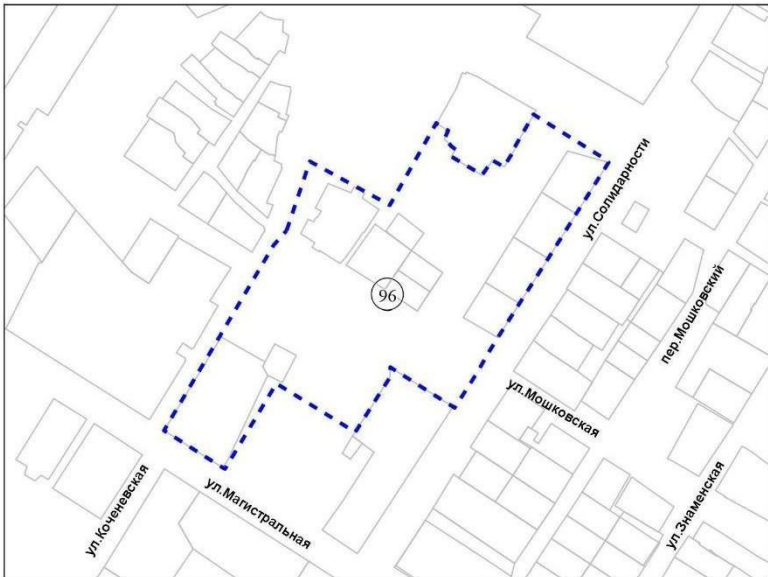 ул.Солидарности
96
пер.Мошковский
ул.Мошковская
ул.Коченевская
ул.Магистральная
ул.Знаменская